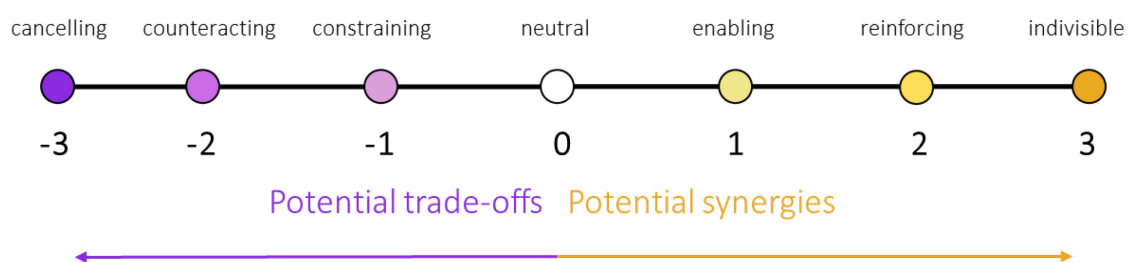 cancelling counteracting constraining neutral enabling reinforcing indivisible
-3 -2 -1 0 1 2 3
Potential trade-offs Potential synergies